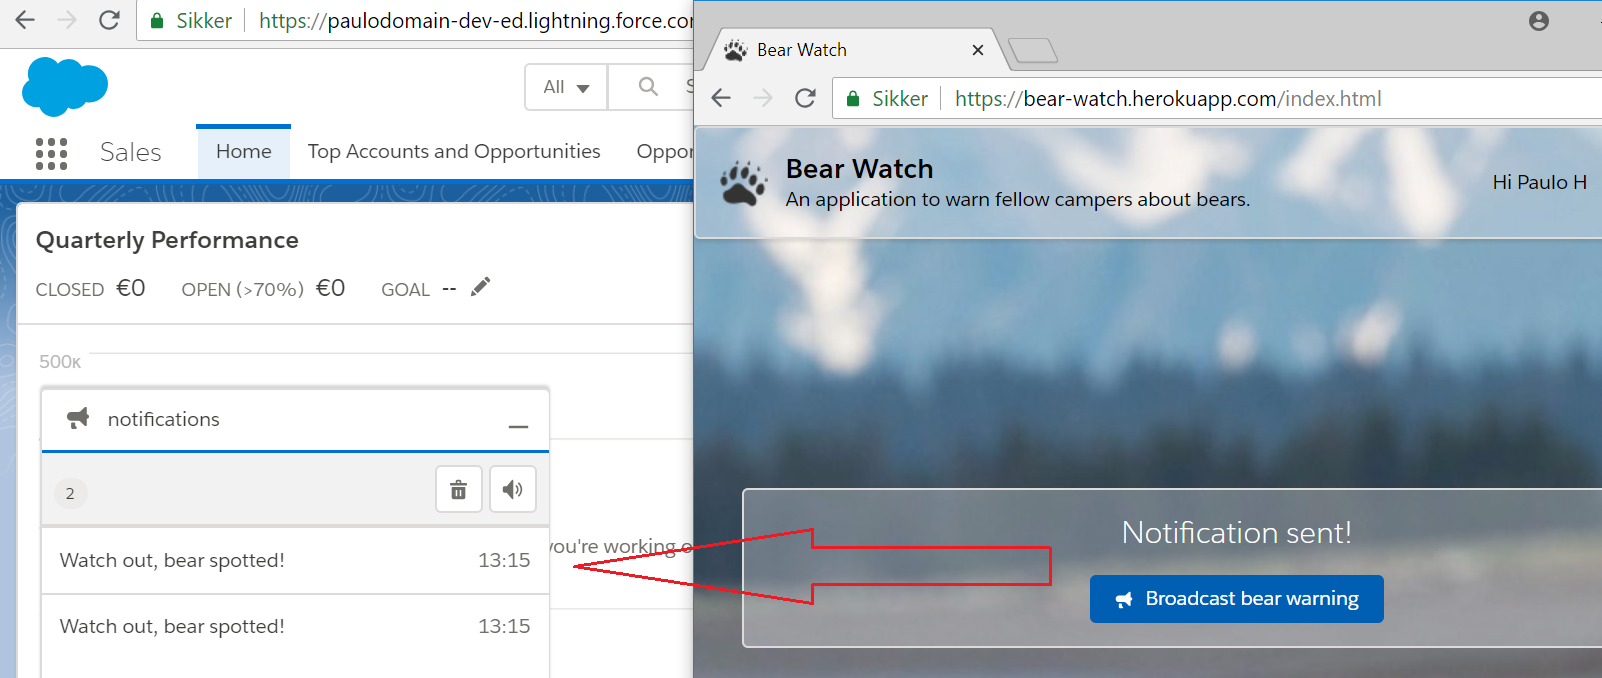 Sikker https://paulodomain-dev-ed.lightning.force.co
All
Sales Home Top Accounts and Opportunities Oppor
Quarterly Performance
CLOSED €0 OPEN (>70%) €0 GOAL -- 
500K
notifications
2
you're working o
Watch out, bear spotted! 13:15
Watch out, bear spotted! 13:15
Bear Watch
Sikker https://bear-watch.herokuapp.com/index.html
Bear Watch
An application to warn fellow campers about bears.
Hi Paulo H
Notification sent!
Broadcast bear warning